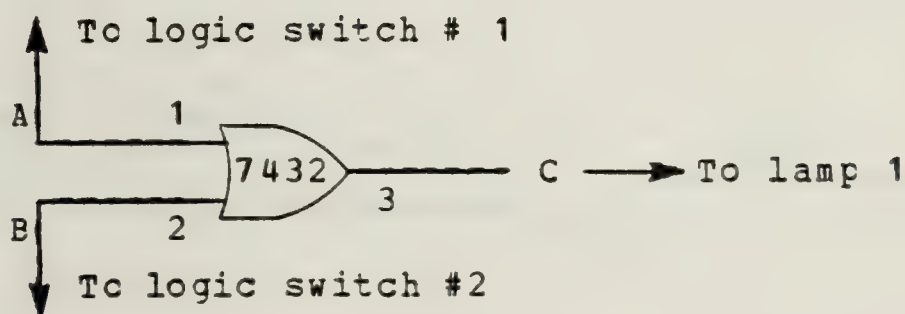 To logic switch # 1
A
1
7432
C
To lamp 1
3
B
2
To logic switch #2